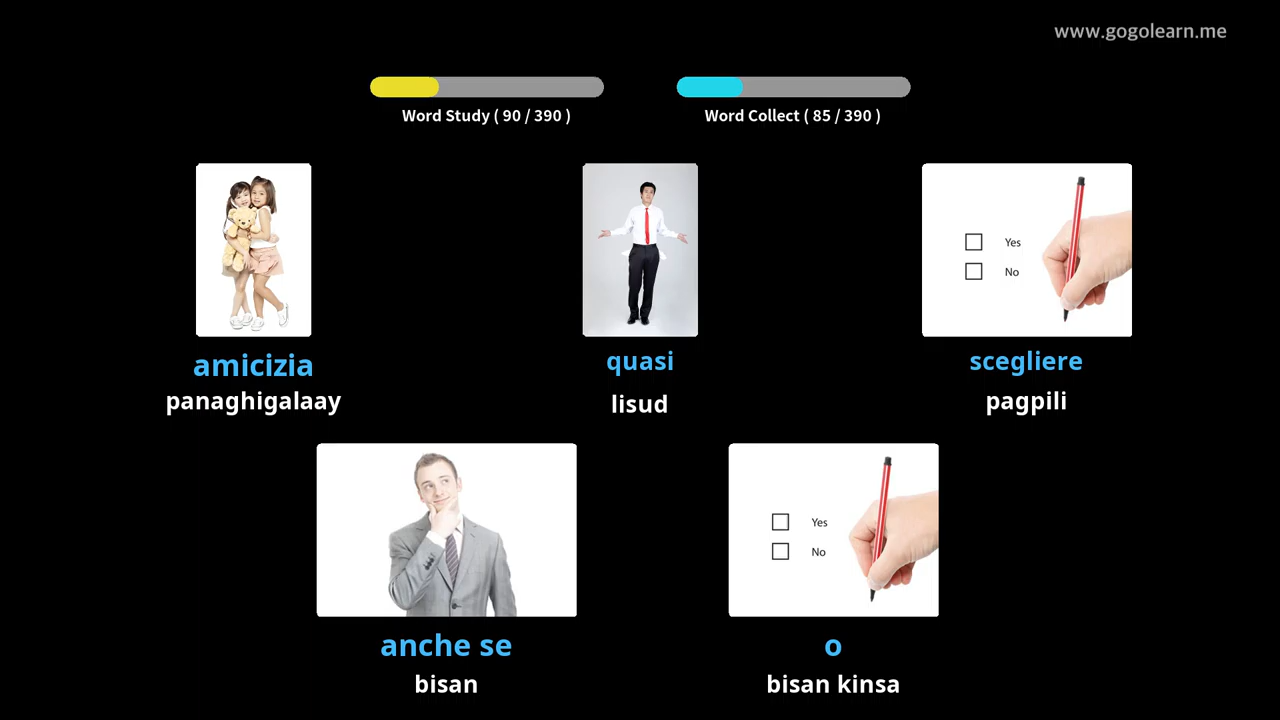 www.gogolearn.me
Word Study ( 90 / 390 )
Word Collect ( 85 / 390 )
Yes
No
amicizia
quasi
scegliere
panaghigalaay
lisud
pagpili
Yes
No
anche se
o
bisan
bisan kinsa